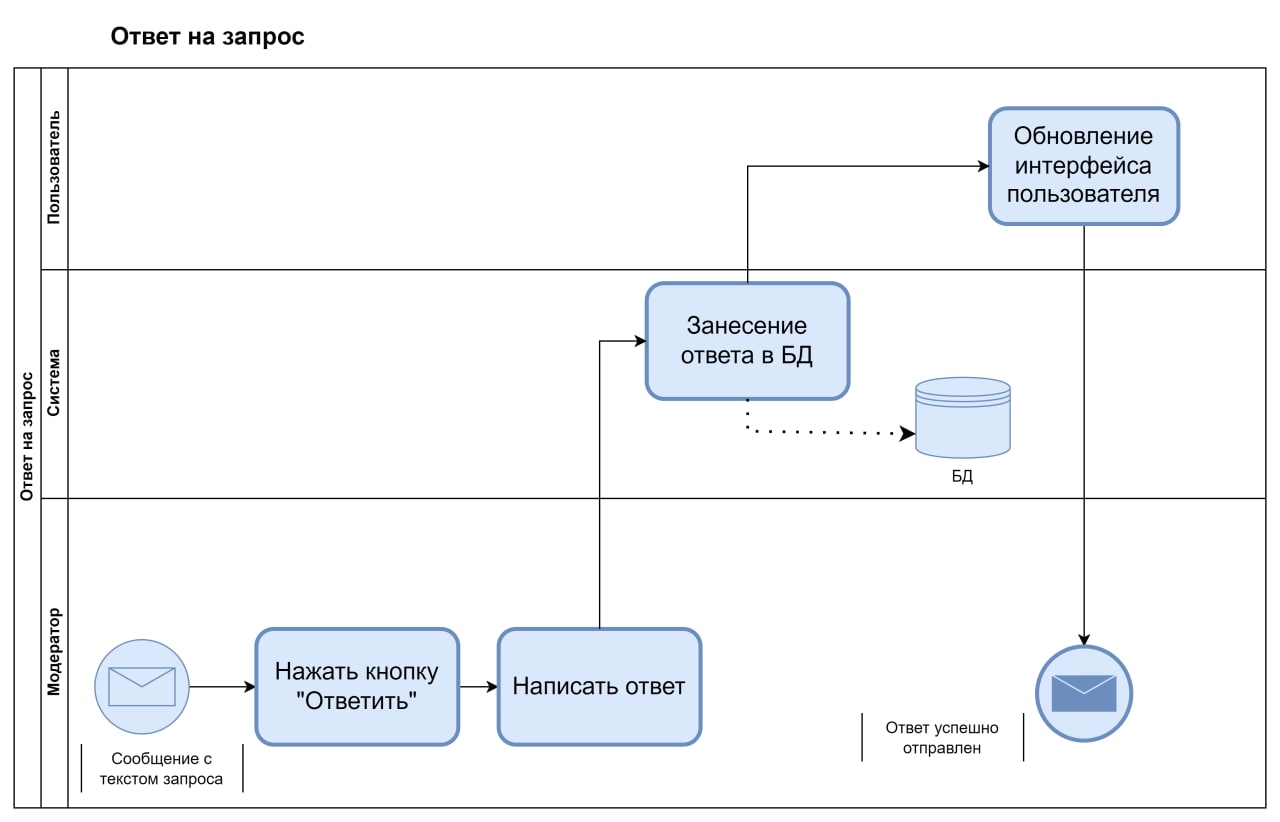 Ответ на запрос
Ответ на запрос
Пользователь
Обновление
интерфейса
пользователя
Система
Занесение
ответа в БД
БД
Модератор
Нажать кнопку
"Ответить"
Написать ответ
Сообщение с
текстом запроса
Ответ успешно
отправлен